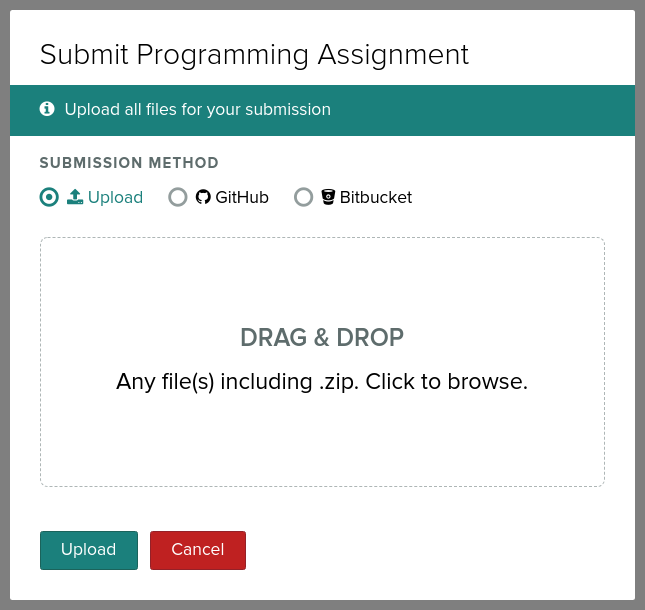 Submit Programming Assignment
Upload all files for your submission
SUBMISSION METHOD
Upload GitHub Bitbucket
DRAG & DROP
Any file(s) including .zip. Click to browse.
Upload Cancel